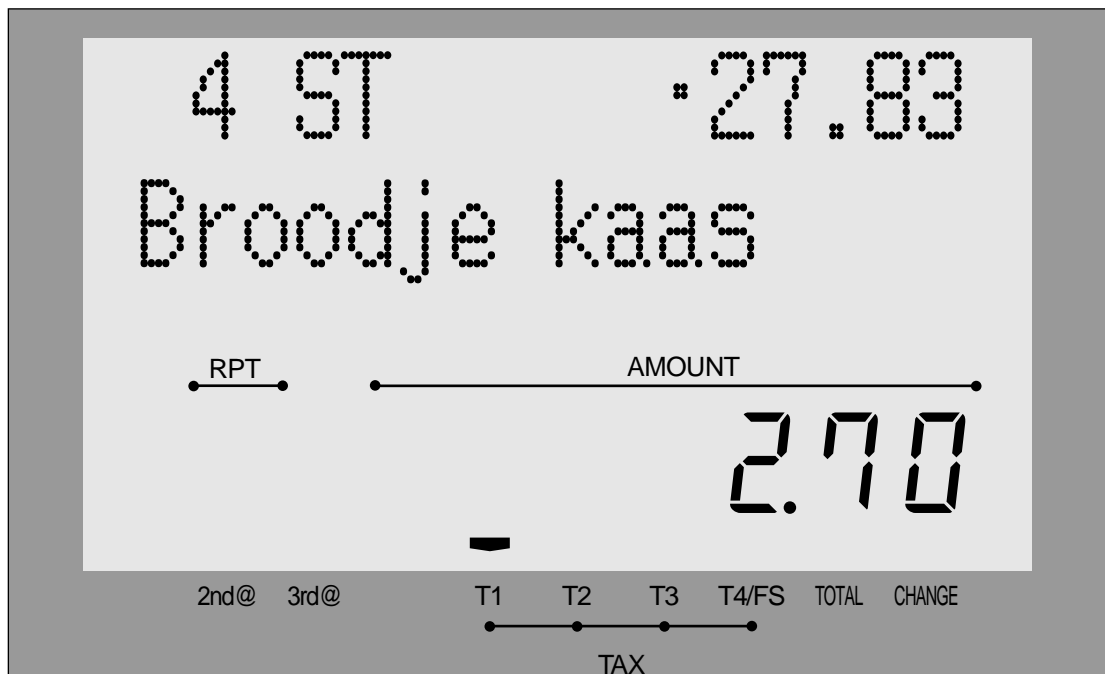 4 ST ·27.83
Broodje kaas
RPT AMOUNT
2.70
2nd@ 3rd@ T1 T2 T3 T4/FS TOTAL CHANGE
TAX